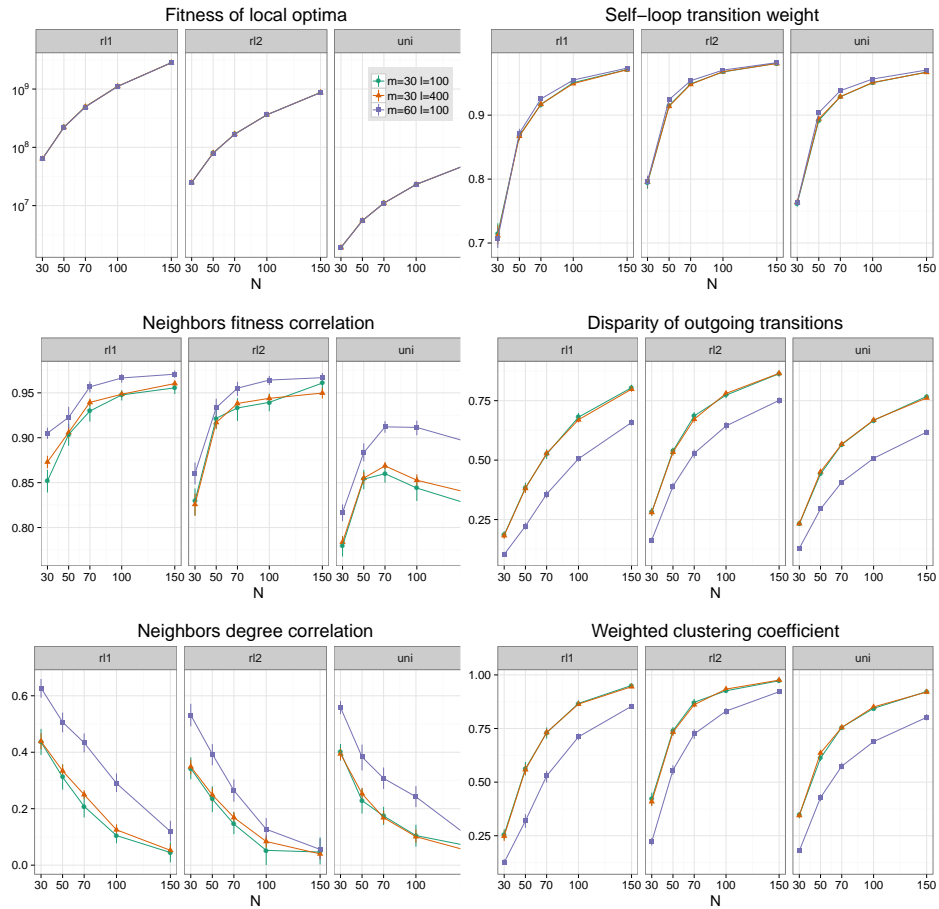 Fitness of local optima
rl1 rl2 uni
m=30 l=100
m=30 l=400
m=60 l=100
10^9
10^8
10^7
30 50 70 100 150 30 50 70 100 150 30 50 70 100
N
Self−loop transition weight
rl1 rl2 uni
0.9
0.8
0.7
30 50 70 100 150 30 50 70 100 150 30 50 70 100 150
N
Neighbors fitness correlation
rl1 rl2 uni
0.95
0.90
0.85
0.80
30 50 70 100 150 30 50 70 100 150 30 50 70 100
N
Disparity of outgoing transitions
rl1 rl2 uni
0.75
0.50
0.25
30 50 70 100 150 30 50 70 100 150 30 50 70 100 150
N
Neighbors degree correlation
rl1 rl2 uni
0.6
0.4
0.2
0.0
30 50 70 100 150 30 50 70 100 150 30 50 70 100
N
Weighted clustering coefficient
rl1 rl2 uni
1.00
0.75
0.50
0.25
30 50 70 100 150 30 50 70 100 150 30 50 70 100 150
N